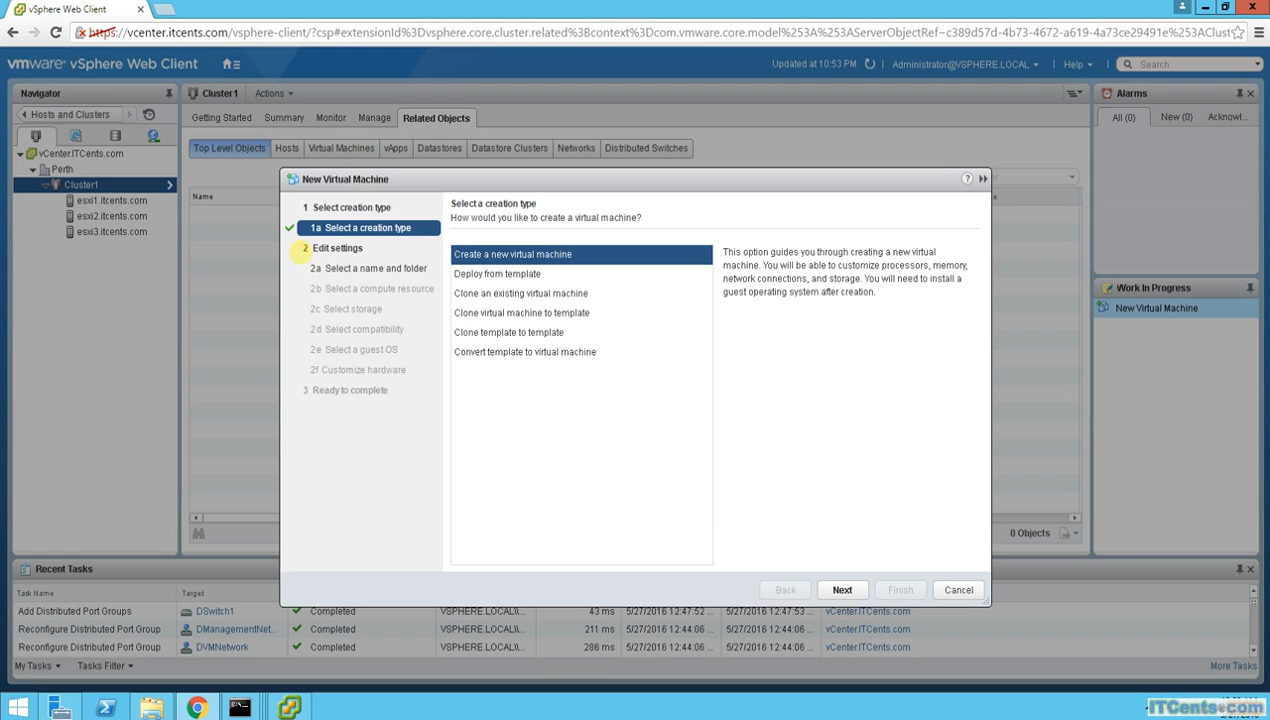 vSphere Web Client
https://vcenter.itcents.com/vsphere-client/?csp#extensionId%3Dvsphere.core.cluster.related%3Bcontext%3Dcom.vmware.core.model%253A%253AServerObjectRef~c389d57d-4b73-4672-a619-4a73ce29491e%253AClust
vmware® vSphere Web Client
Updated at 10:53 PM
Administrator@VSPHERE.LOCAL
Help
Search
Navigator
Cluster1
Actions
Alarms
Hosts and Clusters
Getting Started
Summary
Monitor
Manage
Related Objects
All (0)
New (0)
Acknowl...
Top Level Objects
Hosts
Virtual Machines
vApps
Datastores
Datastore Clusters
Networks
Distributed Switches
vCenter.ITCents.com
Perth
Cluster1
esxi1.itcents.com
esxi2.itcents.com
esxi3.itcents.com
Name
New Virtual Machine
1 Select creation type
1a Select a creation type
2 Edit settings
2a Select a name and folder
2b Select a compute resource
2c Select storage
2d Select compatibility
2e Select a guest OS
2f Customize hardware
3 Ready to complete
Select a creation type
How would you like to create a virtual machine?
Create a new virtual machine
Deploy from template
Clone an existing virtual machine
Clone virtual machine to template
Clone template to template
Convert template to virtual machine
This option guides you through creating a new virtual
machine. You will be able to customize processors, memory,
network connections, and storage. You will need to install a
guest operating system after creation.
Back
Next
Finish
Cancel
Work In Progress
New Virtual Machine
0 Objects
Recent Tasks
Task Name
Target
Add Distributed Port Groups DSwitch1 Completed VSPHERE.LOCAL\\... 43 ms 5/27/2016 12:47:52 ... 5/27/2016 12:47:53 ... vCenter.ITCents.com
Reconfigure Distributed Port Group DManagementNet... Completed VSPHERE.LOCAL\\... 211 ms 5/27/2016 12:44:06 ... 5/27/2016 12:44:06 ... vCenter.ITCents.com
Reconfigure Distributed Port Group DVMNetwork Completed VSPHERE.LOCAL\\... 286 ms 5/27/2016 12:44:06 ... 5/27/2016 12:44:06 ... vCenter.ITCents.com
My Tasks
Tasks Filter
More Tasks
ITCents.com